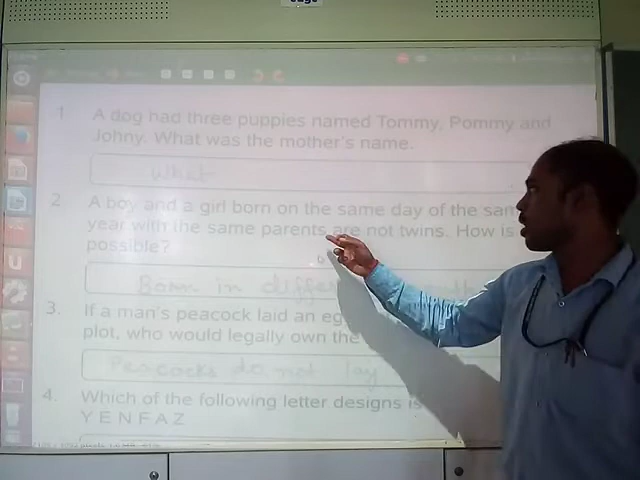 1 A dog had three puppies named Tommy, Pommy and
Johny. What was the mother's name.
What
2 A boy and a girl born on the same day of the
year with the same parents are not twins. How is
possible?
Born in
3. If a man's peacock laid an
plot, who would legally own the
Peacocks do not lay
4. Which of the following letter designs is
Y E N F A Z